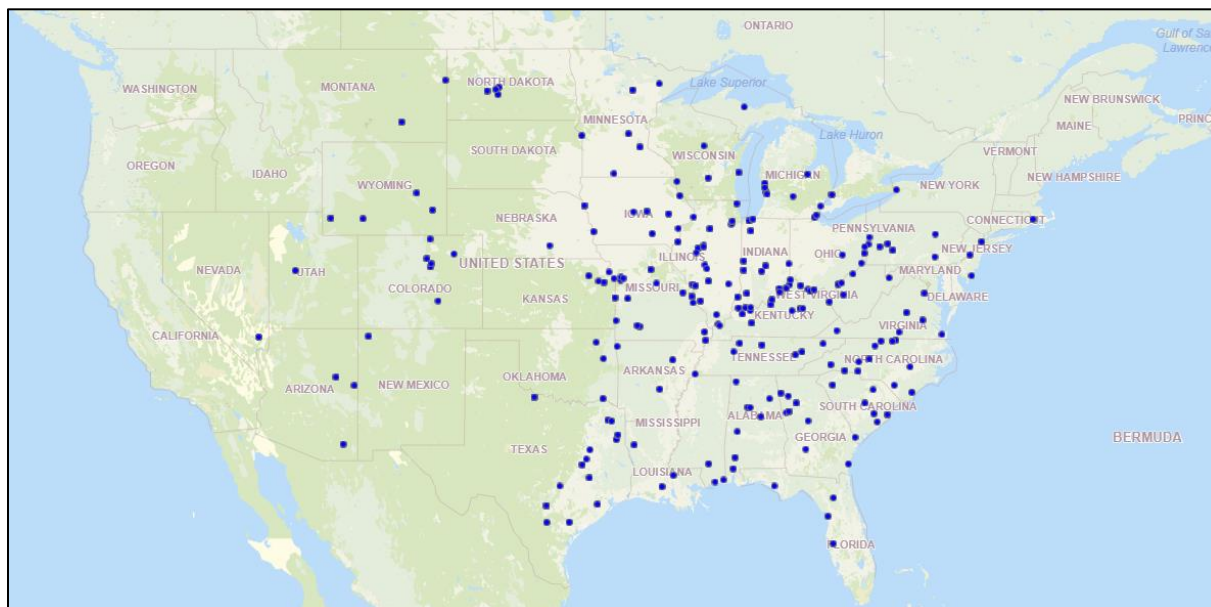 ONTARIO
Gulf of Sa
Lawrenc
WASHINGTON
MONTANA
NORTH DAKOTA
Lake Superior
NEW BRUNSWICK
MAINE
PRINC
MINNESOTA
Lake Huron
OREGON
IDAHO
SOUTH DAKOTA
WISCONSIN
VERMONT
MICHIGAN
NEW HAMPSHIRE
WYOMING
NEW YORK
NEBRASKA
IOWA
CONNECTICUT
PENNSYLVANIA
NEVADA
UTAH
UNITED STATES
ILLINOIS
INDIANA
OHIO
NEW JERSEY
MARYLAND
COLORADO
KANSAS
MISSOURI
WEST VIRGINIA
DELAWARE
KENTUCKY
CALIFORNIA
VIRGINIA
TENNESSEE
NORTH CAROLINA
ARIZONA
NEW MEXICO
OKLAHOMA
ARKANSAS
MISSISSIPPI
ALABAMA
SOUTH CAROLINA
GEORGIA
BERMUDA
TEXAS
LOUISIANA
FLORIDA